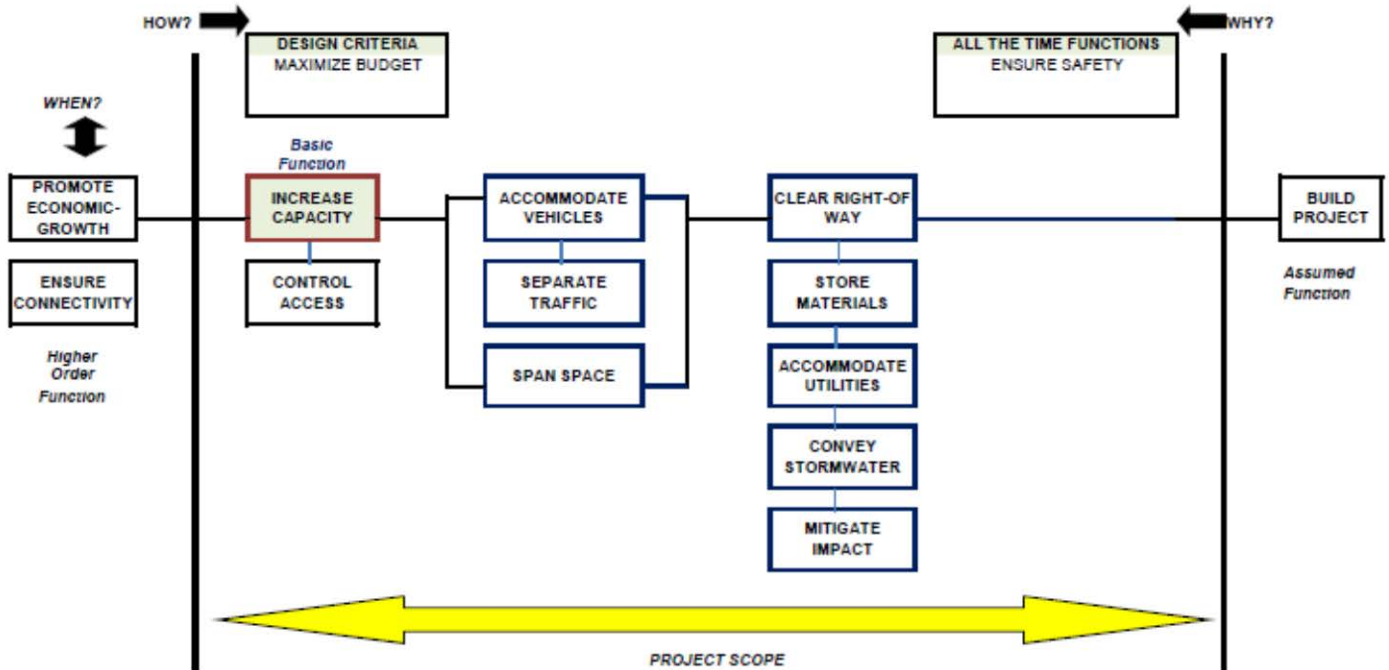 HOW?
WHY?
DESIGN CRITERIA
MAXIMIZE BUDGET
ALL THE TIME FUNCTIONS
ENSURE SAFETY
WHEN?
Basic
Function
PROMOTE
ECONOMIC-
GROWTH
INCREASE
CAPACITY
ACCOMMODATE
VEHICLES
CLEAR RIGHT-OF
WAY
BUILD
PROJECT
ENSURE
CONNECTIVITY
CONTROL
ACCESS
SEPARATE
TRAFFIC
STORE
MATERIALS
Assumed
Function
Higher
Order
Function
SPAN SPACE
ACCOMMODATE
UTILITIES
CONVEY
STORMWATER
MITIGATE
IMPACT
PROJECT SCOPE